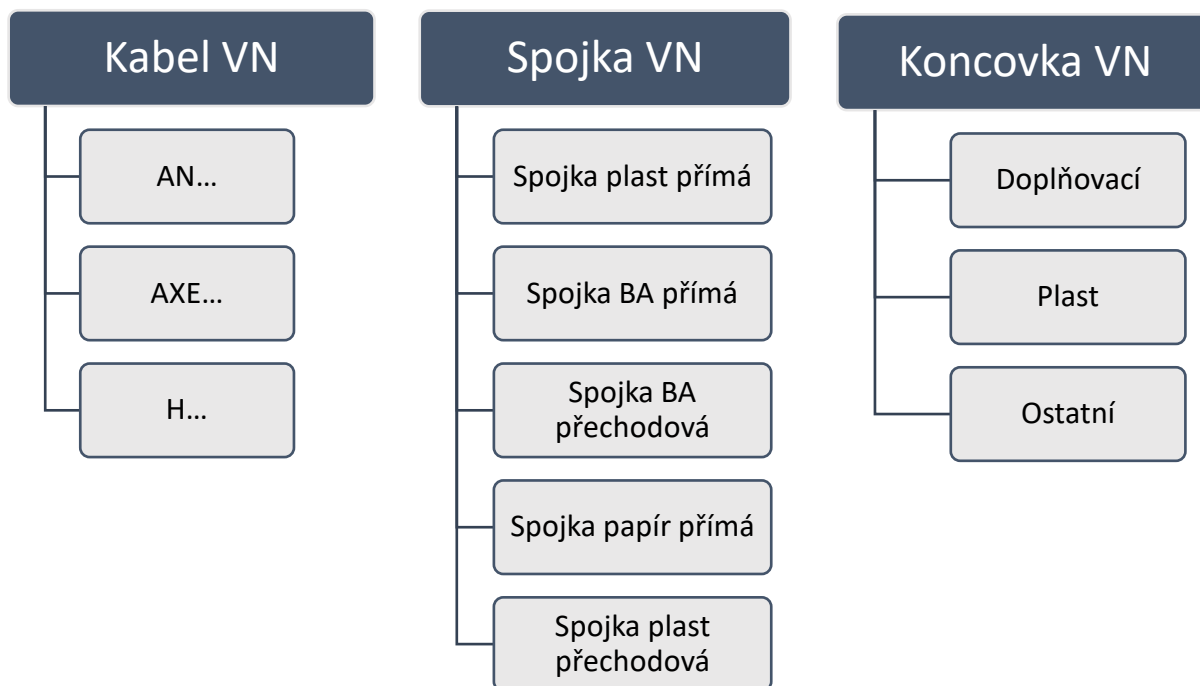 Kabel VN
AN…
AXE…
H…
Spojka VN
Spojka plast přímá
Spojka BA přímá
Spojka BA
přechodová
Spojka papír přímá
Spojka plast
přechodová
Koncovka VN
Doplňovací
Plast
Ostatní